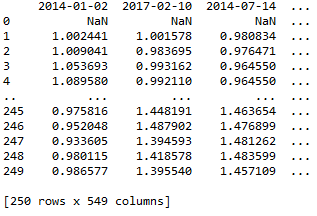 2014-01-02 2017-02-10 2014-07-14 ...
0 NaN NaN NaN ...
1 1.002441 1.001578 0.980834 ...
2 1.009041 0.983695 0.976471 ...
3 1.053693 0.993162 0.964550 ...
4 1.089580 0.992110 0.964550 ...
.. ... ... ... ...
245 0.975816 1.448191 1.463654 ...
246 0.952048 1.487902 1.476899 ...
247 0.933605 1.394593 1.481262 ...
248 0.980115 1.418578 1.483599 ...
249 0.986577 1.395540 1.457109 ...
[250 rows x 549 columns]